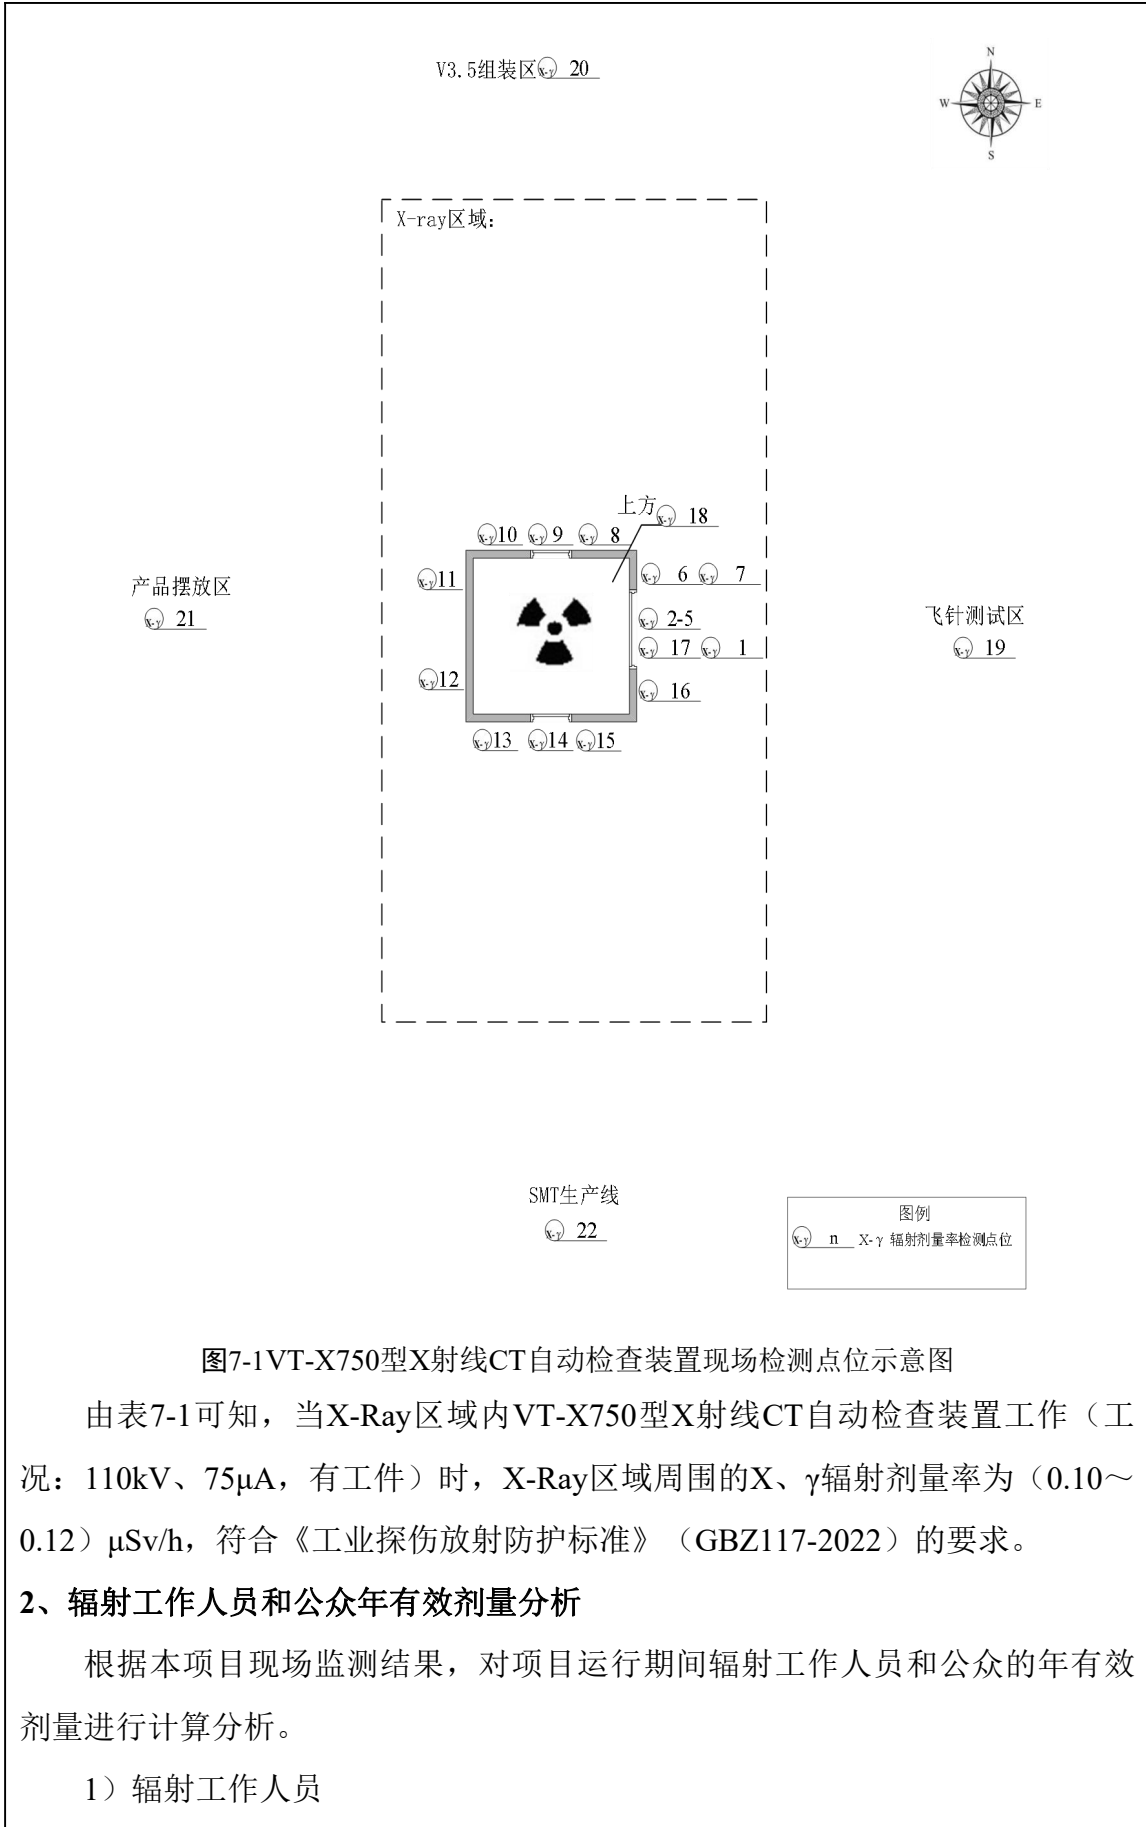 V3.5组装区 X-γ 20
N
W E
S
X-ray区域:
上方 X-γ 18
X-γ 10 X-γ 9 X-γ 8
X-γ 11 X-γ 6 X-γ 7
产品摆放区
X-γ 21
X-γ 2-5
飞针测试区
X-γ 19
X-γ 17 X-γ 1
X-γ 12 X-γ 16
X-γ 13 X-γ 14 X-γ 15
SMT生产线
X-γ 22
图例
X-γ n X-γ 辐射剂量率检测点位
图7-1VT-X750型X射线CT自动检查装置现场检测点位示意图
由表7-1可知，当X-Ray区域内VT-X750型X射线CT自动检查装置工作（工
况：110kV、75μA，有工件）时，X-Ray区域周围的X、γ辐射剂量率为（0.10～
0.12）μSv/h，符合《工业探伤放射防护标准》（GBZ117-2022）的要求。
2、辐射工作人员和公众年有效剂量分析
根据本项目现场监测结果，对项目运行期间辐射工作人员和公众的年有效
剂量进行计算分析。
1）辐射工作人员